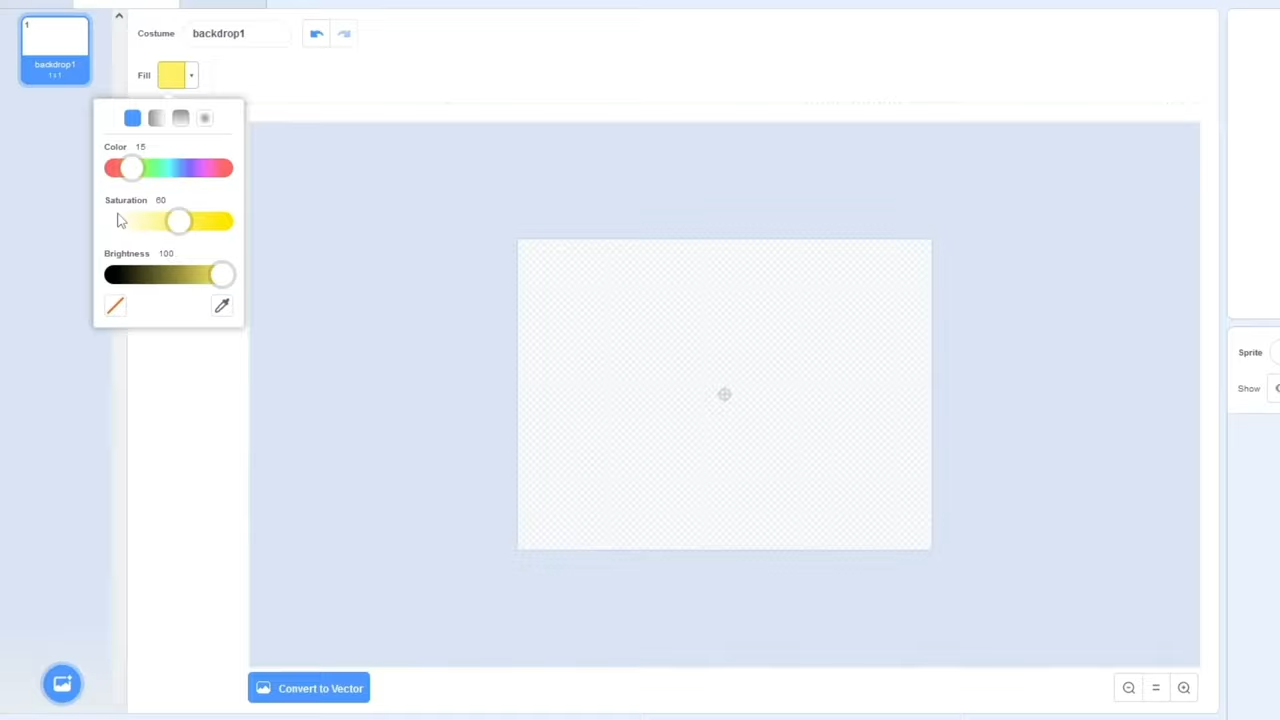 1
backdrop1
1 x 1
Costume
backdrop1
Fill
Color 15
Saturation 60
Brightness 100
Convert to Vector
Sprite
Show